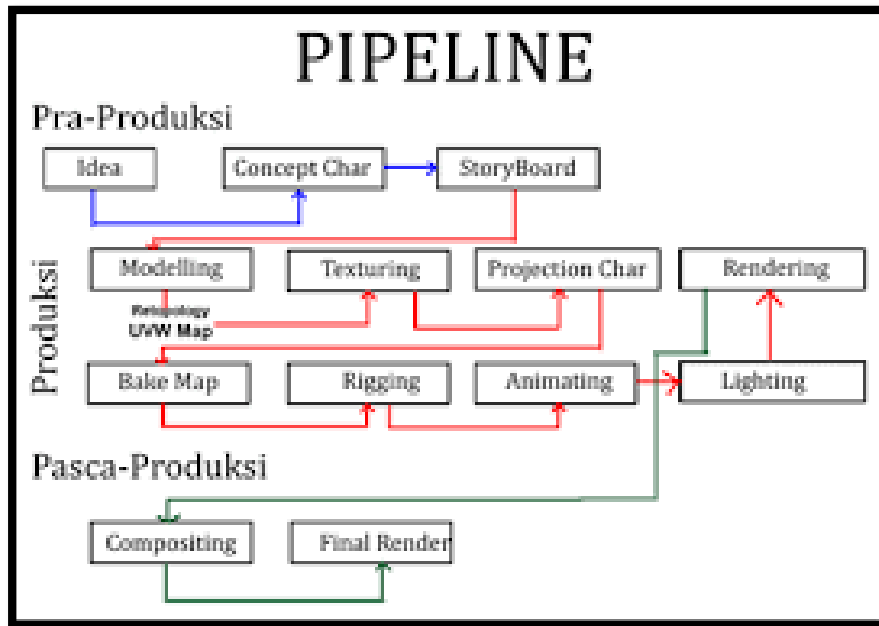 PIPELINE
Pra-Produksi
Idea
Concept Char
StoryBoard
Produksi
Modelling
Texturing
Projection Char
Rendering
Retopology
UVW Map
Bake Map
Rigging
Animating
Lighting
Pasca-Produksi
Compositing
Final Render